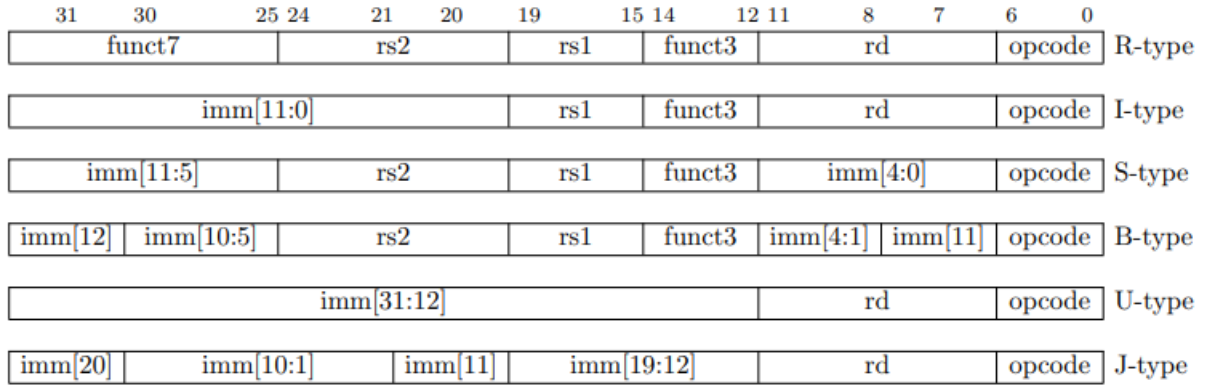 31 30 25 24 21 20 19 15 14 12 11 8 7 6 0
funct7 rs2 rs1 funct3 rd opcode R-type
imm[11:0] rs1 funct3 rd opcode I-type
imm[11:5] rs2 rs1 funct3 imm[4:0] opcode S-type
imm[12] imm[10:5] rs2 rs1 funct3 imm[4:1] imm[11] opcode B-type
imm[31:12] rd opcode U-type
imm[20] imm[10:1] imm[11] imm[19:12] rd opcode J-type